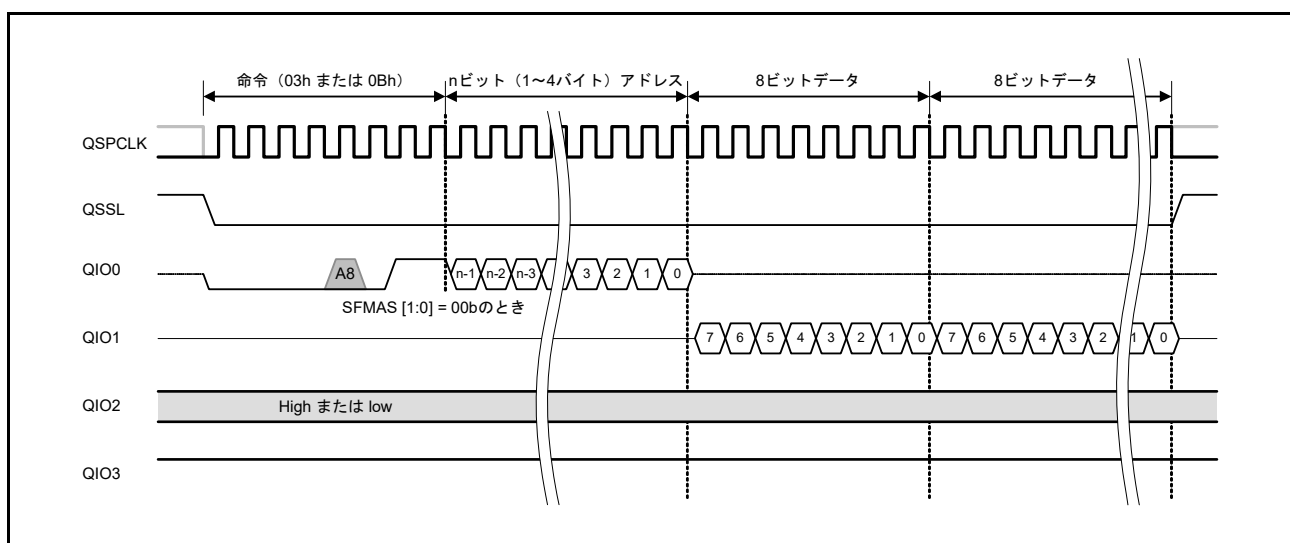 命令（03h または 0Bh） nビット（1～4バイト）アドレス 8ビットデータ 8ビットデータ
QSPCLK
QSSL
QIO0 A8 n-1 n-2 n-3 3 2 1 0
SFMAS [1:0] = 00bのとき
QIO1 7 6 5 4 3 2 1 0 7 6 5 4 3 2 1 0
QIO2 High または low
QIO3